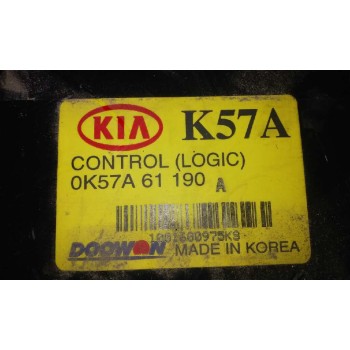 KIA K57A
CONTROL (LOGIC)
0K57A 61 190 A
DOOWON MADE IN KOREA